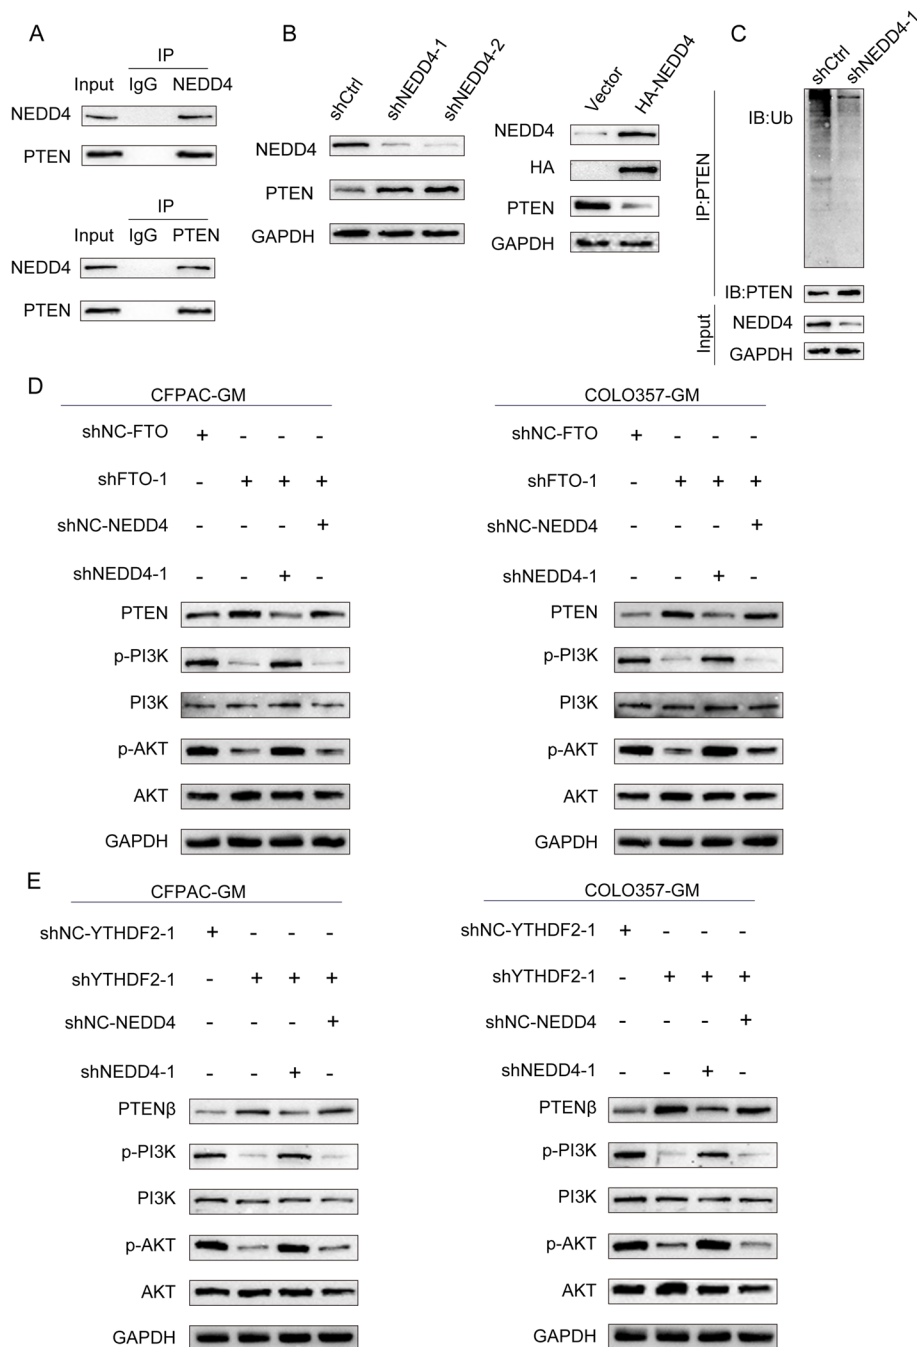 A
IP
Input IgG NEDD4
NEDD4
PTEN
IP
Input IgG PTEN
NEDD4
PTEN
B
shCtrl shNEDD4-1 shNEDD4-2
NEDD4
PTEN
GAPDH
Vector HA-NEDD4
NEDD4
HA
PTEN
GAPDH
C
shCtrl shNEDD4-1
IP:PTEN
IB:Ub
IB:PTEN
Input
NEDD4
GAPDH
D
CFPAC-GM
shNC-FTO + - - -
shFTO-1 - + + +
shNC-NEDD4 - - - +
shNEDD4-1 - - + -
PTEN
p-PI3K
PI3K
p-AKT
AKT
GAPDH
COLO357-GM
shNC-FTO + - - -
shFTO-1 - + + +
shNC-NEDD4 - - - +
shNEDD4-1 - - + -
PTEN
p-PI3K
PI3K
p-AKT
AKT
GAPDH
E
CFPAC-GM
shNC-YTHDF2-1 + - - -
shYTHDF2-1 - + + +
shNC-NEDD4 - - - +
shNEDD4-1 - - + -
PTENβ
p-PI3K
PI3K
p-AKT
AKT
GAPDH
COLO357-GM
shNC-YTHDF2-1 + - - -
shYTHDF2-1 - + + +
shNC-NEDD4 - - - +
shNEDD4-1 - - + -
PTENβ
p-PI3K
PI3K
p-AKT
AKT
GAPDH